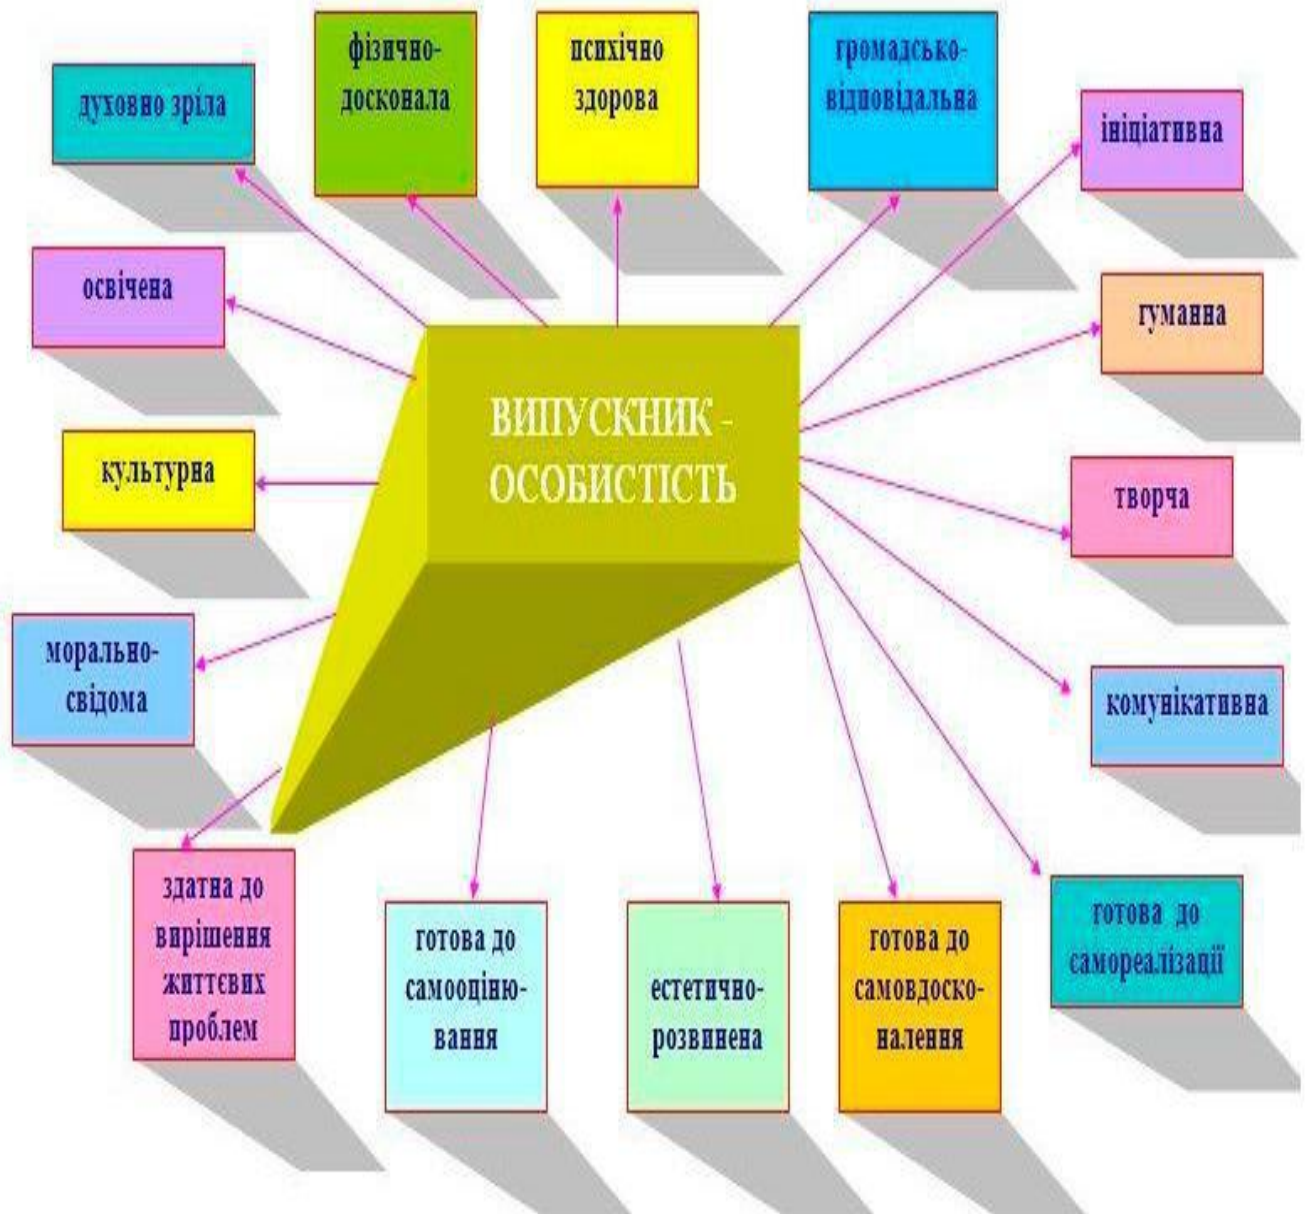 духовно зріла
фізично-
досконала
психічно
здорова
громадсько-
відповідальна
ініціативна
освічена
гуманна
ВИПУСКНИК -
ОСОБИСТІСТЬ
культурна
творча
морально-
свідома
комунікативна
здатна до
вирішення
життєвих
проблем
готова до
самооціню-
вання
естетично-
розвинена
готова до
самовдоско-
налення
готова до
самореалізації